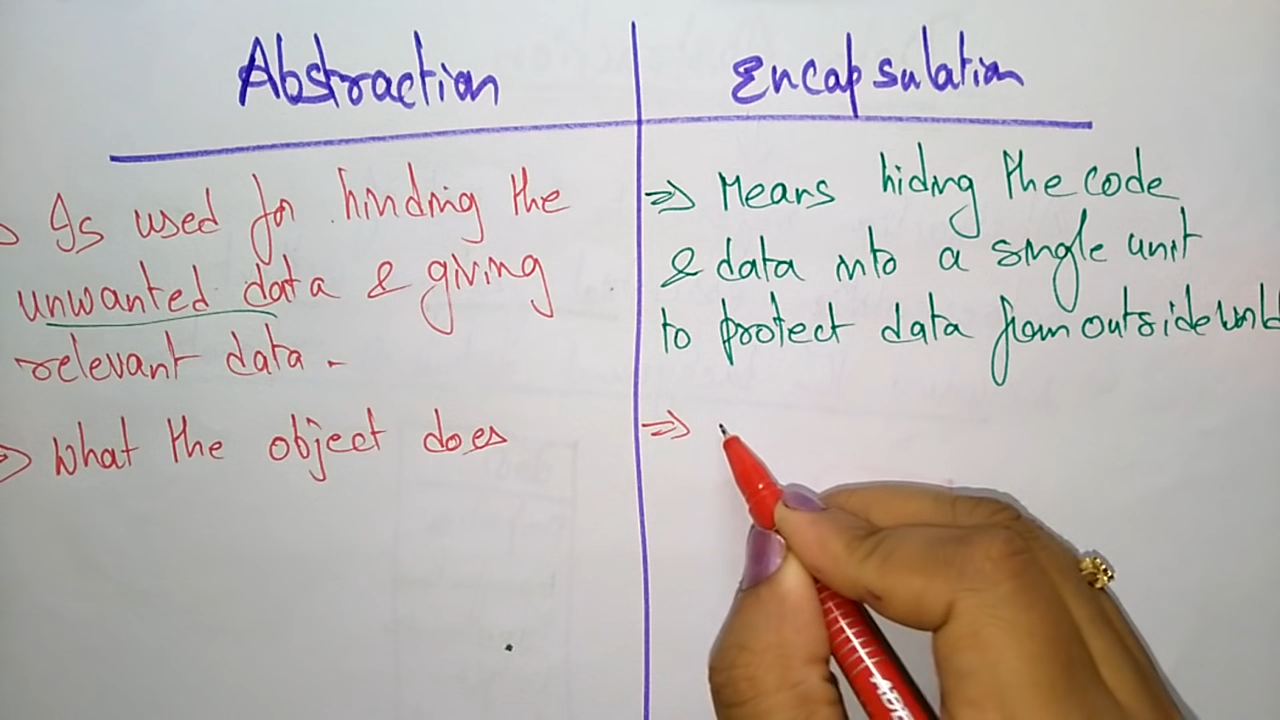 Abstraction
Encapsulation
Is used for hinding the
unwanted data & giving
relevant data.
⇒ What the object does
⇒ Means hiding the code
& data into a single unit
to protect data from outside world
⇒